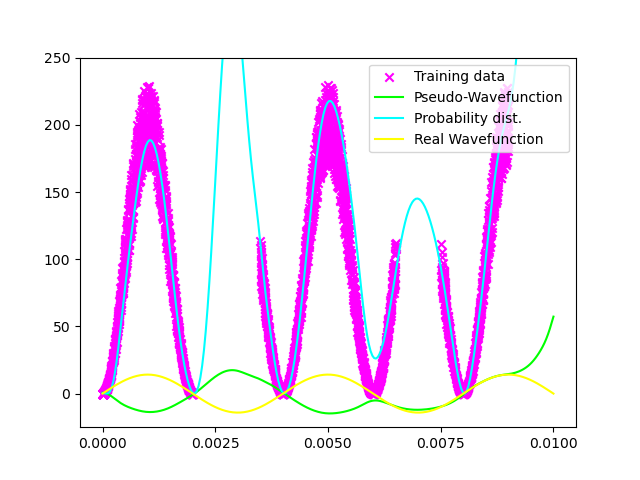 250
200
150
100
50
0
0.0000
0.0025
0.0050
0.0075
0.0100
Training data
Pseudo-Wavefunction
Probability dist.
Real Wavefunction